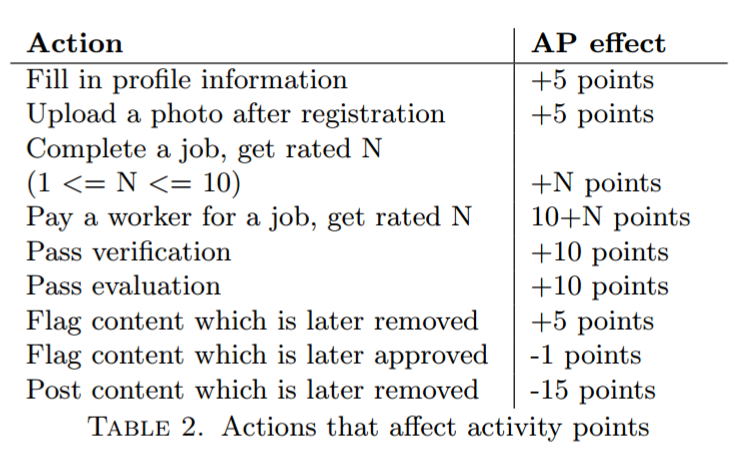 Action AP effect
Fill in profile information +5 points
Upload a photo after registration +5 points
Complete a job, get rated N
(1 <= N <= 10) +N points
Pay a worker for a job, get rated N 10+N points
Pass verification +10 points
Pass evaluation +10 points
Flag content which is later removed +5 points
Flag content which is later approved -1 points
Post content which is later removed -15 points
TABLE 2. Actions that affect activity points